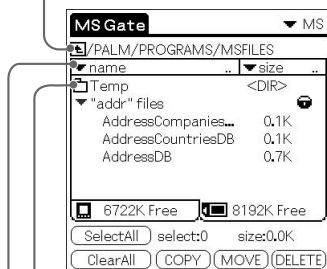 MS Gate MS
/PALM/PROGRAMS/MSFILES
name .. size ..
Temp <DIR>
"addr" files
AddressCompanies... 0.1K
AddressCountriesDB 0.1K
AddressDB 0.7K
6722K Free 8192K Free
SelectAll select:0 size:0.0K
ClearAll COPY MOVE DELETE